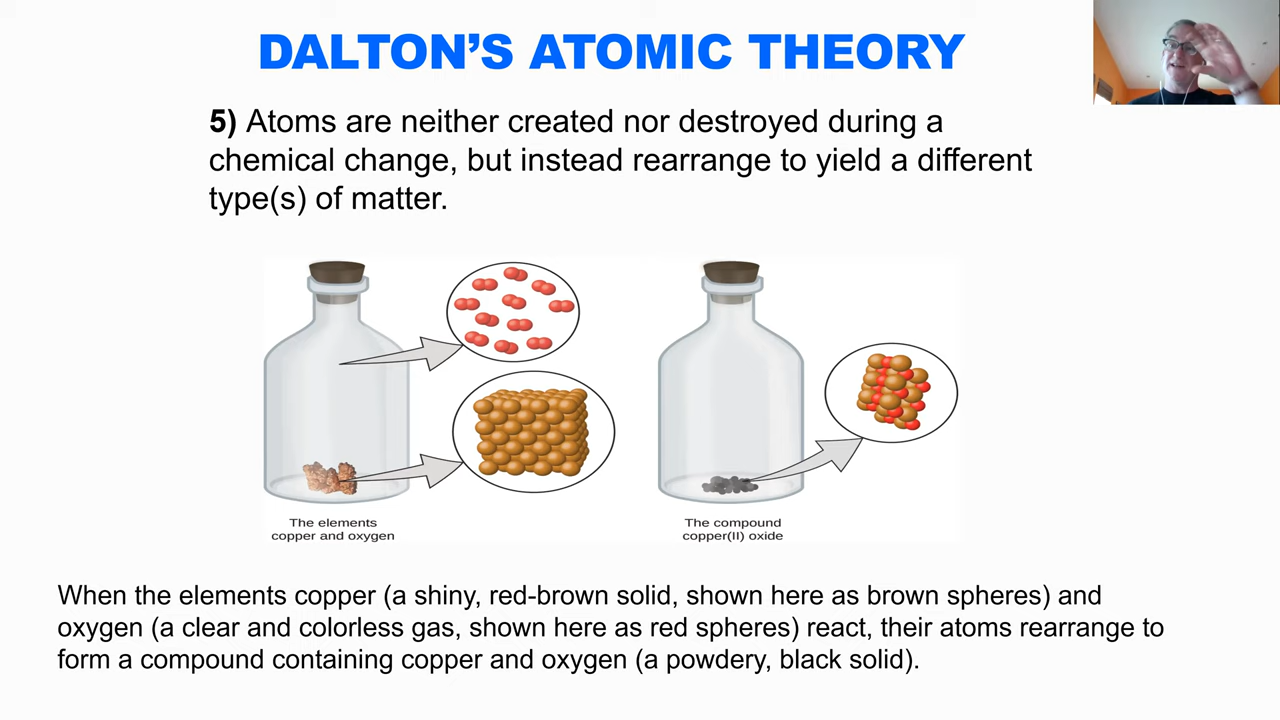 DALTON’S ATOMIC THEORY
5) Atoms are neither created nor destroyed during a
chemical change, but instead rearrange to yield a different
type(s) of matter.
The elements
copper and oxygen
The compound
copper(II) oxide
When the elements copper (a shiny, red-brown solid, shown here as brown spheres) and
oxygen (a clear and colorless gas, shown here as red spheres) react, their atoms rearrange to
form a compound containing copper and oxygen (a powdery, black solid).